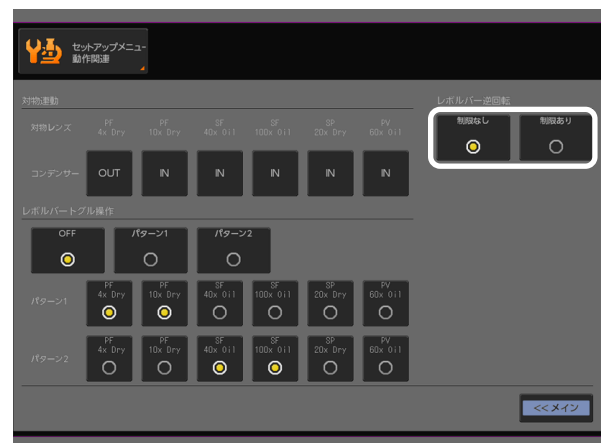 セットアップメニュー
動作関連
対物連動
レボルバー逆回転
対物レンズ
PF
4x Dry
PF
10x Dry
SF
40x Oil
SF
100x Oil
SP
20x Dry
PV
60x Oil
制限なし
制限あり
コンデンサー
OUT
IN
IN
IN
IN
IN
レボルバートグル操作
OFF
パターン1
パターン2
パターン1
PF
4x Dry
PF
10x Dry
SF
40x Oil
SF
100x Oil
SP
20x Dry
PV
60x Oil
パターン2
PF
4x Dry
PF
10x Dry
SF
40x Oil
SF
100x Oil
SP
20x Dry
PV
60x Oil
<<メイン